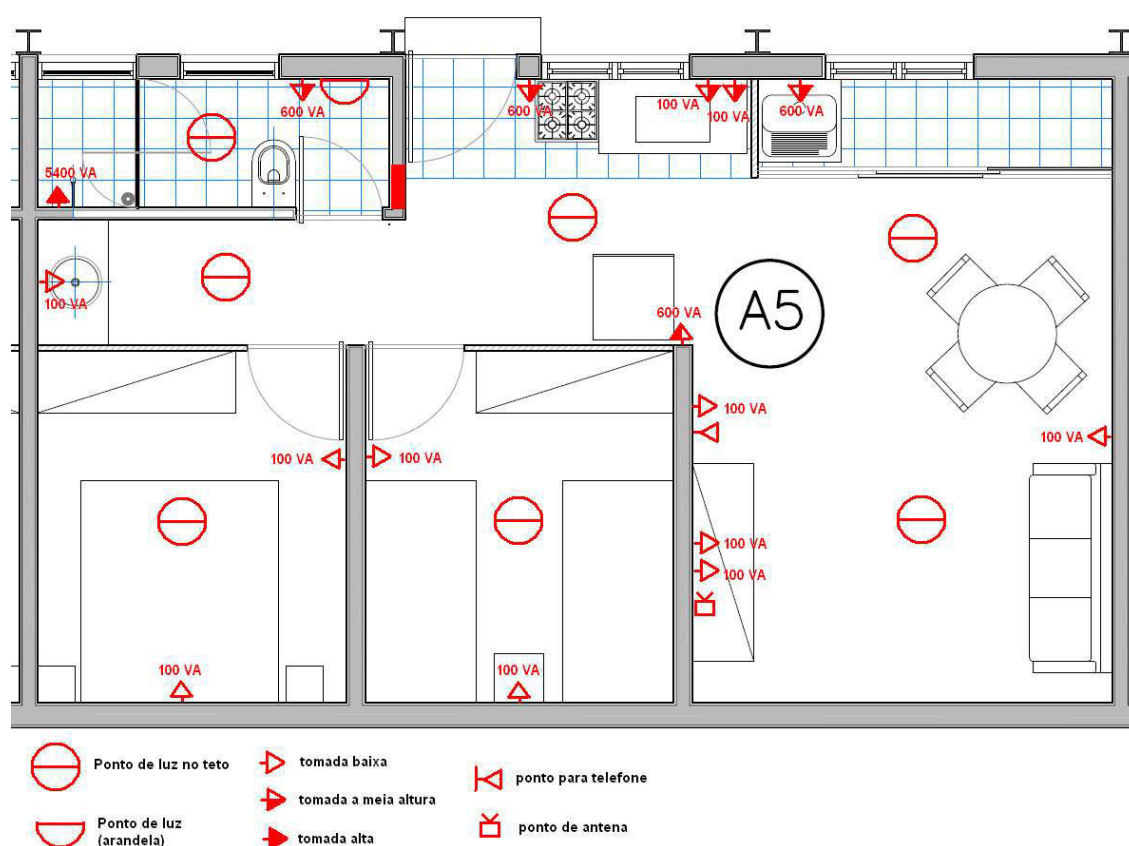 600 VA
600 VA
100 VA
100 VA
600 VA
5400 VA
100 VA
600 VA
A5
100 VA
100 VA
100 VA
100 VA
100 VA
100 VA
100 VA
100 VA
Ponto de luz no teto
tomada baixa
ponto para telefone
tomada a meia altura
Ponto de luz
(arandela)
ponto de antena
tomada alta